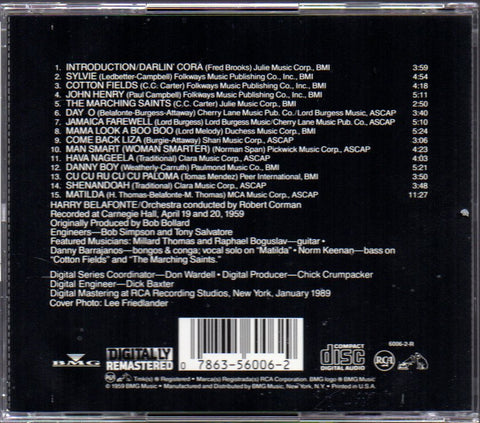 1. INTRODUCTION/DARLIN' CORA (Fred Brooks) Julie Music Corp., BMI 3:59
2. SYLVIE (Ledbetter-Campbell) Folkways Music Publishing Co., Inc., BMI 4:54
3. COTTON FIELDS (C.C. Carter) Folkways Music Publishing Co., Inc., BMI 4:18
4. JOHN HENRY (Paul Campbell) Folkways Music Publishing Co., Inc., BMI 5:11
5. THE MARCHING SAINTS (C.C. Carter) Julie Music Corp., BMI 2:50
6. DAY O (Belafonte-Burgess-Attaway) Cherry Lane Music Pub. Co./Lord Burgess Music, ASCAP 3:40
7. JAMAICA FAREWELL (Lord Burgess) Lord Burgess Music/Cherry Lane Music Pub. Co., ASCAP 5:10
8. MAMA LOOK A BOO BOO (Lord Melody) Duchess Music Corp., BMI 5:24
9. COME BACK LIZA (Burgie-Attaway) Shari Music Corp., ASCAP 3:06
10. MAN SMART (WOMAN SMARTER) (Norman Span) Pickwick Music Corp., ASCAP 4:23
11. HAVA NAGEELA (Traditional) Clara Music Corp., ASCAP 4:03
12. DANNY BOY (Weatherly-Carruth) Paulmond Music Co., BMI 5:21
13. CU CU RU CU CU PALOMA (Tomas Mendez) Peer International, BMI 3:50
14. SHENANDOAH (Traditional) Clara Music Corp., ASCAP 3:48
15. MATILDA (H. Thomas-Belafonte-M. Thomas) MCA Music Corp., ASCAP 11:27
HARRY BELAFONTE/Orchestra conducted by Robert Corman
Recorded at Carnegie Hall, April 19 and 20, 1959
Originally Produced by Bob Bollard
Engineers—Bob Simpson and Tony Salvatore
Featured Musicians: Millard Thomas and Raphael Boguslav—guitar •
Danny Barrajanos—bongos & conga; vocal solo on "Matilda" • Norm Keenan—bass on
"Cotton Fields" and "The Marching Saints."
Digital Series Coordinator—Don Wardell • Digital Producer—Chick Crumpacker
Digital Engineer—Dick Baxter
Digital Mastering at RCA Recording Studios, New York, January 1989
Cover Photo: Lee Friedlander
6006-2-R
BMG
DIGITALLY
REMASTERED
0 7863-56006-2
COMPACT
disc
DIGITAL AUDIO
RCA
Tmk(s) ® Registered • Marca(s) Registrada(s) RCA Corporation. BMG logo ® BMG Music
© 1959 BMG Music • Manufactured and Distributed by BMG Music, New York, N.Y. • Printed in U.S.A.